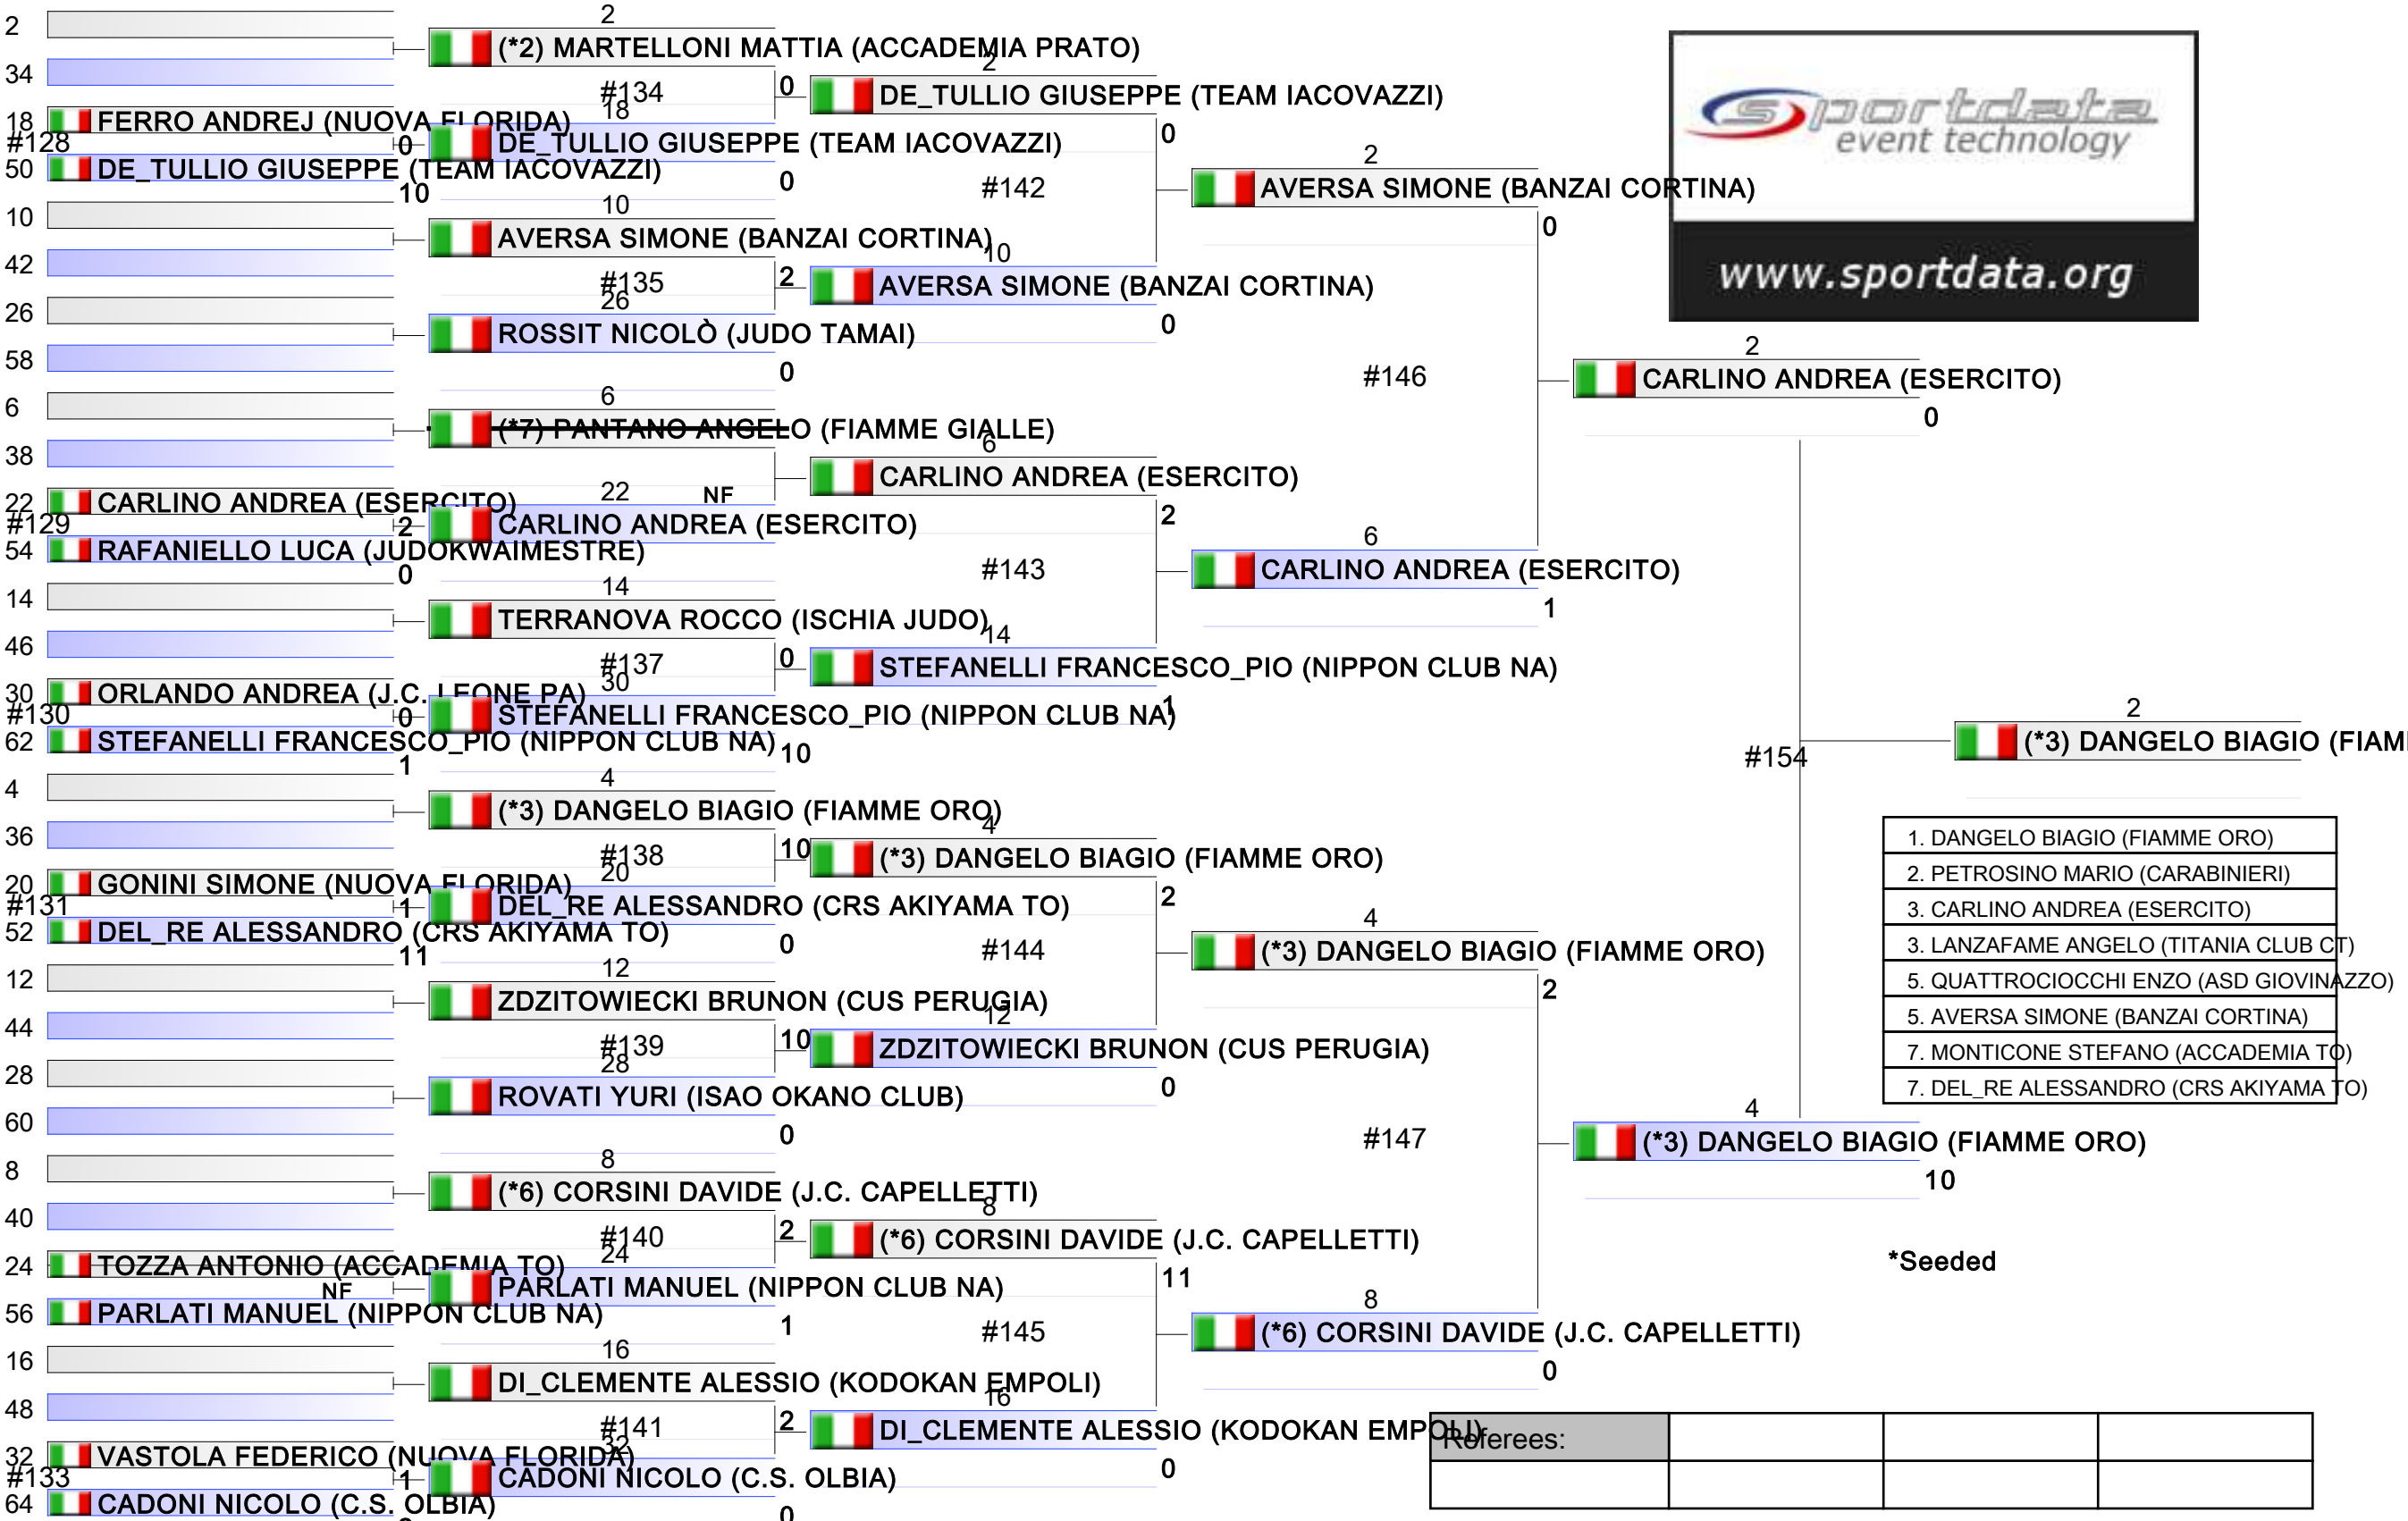 2
34
18 FERRO ANDREJ (NUOVA FLORIDA)
#128
0
50 DE_TULLIO GIUSEPPE (TEAM IACOVAZZI)
10
10
42
26
58
6
38
22 CARLINO ANDREA (ESERCITO)
#129
2
54 RAFANIELLO LUCA (JUDOKWAIMESTRE)
0
14
46
30 ORLANDO ANDREA (J.C. LEONE PA)
#130
0
62 STEFANELLI FRANCESCO_PIO (NIPPON CLUB NA)
1
4
36
20 GONINI SIMONE (NUOVA FLORIDA)
#131
1
52 DEL_RE ALESSANDRO (CRS AKIYAMA TO)
11
12
44
28
60
8
40
24 TOZZA ANTONIO (ACCADEMIA TO)
NF
56 PARLATI MANUEL (NIPPON CLUB NA)
16
48
32 VASTOLA FEDERICO (NUOVA FLORIDA)
#133
1
64 CADONI NICOLO (C.S. OLBIA)
2
(*2) MARTELLONI MATTIA (ACCADEMIA PRATO)
0
#134
18
DE_TULLIO GIUSEPPE (TEAM IACOVAZZI)
0
10
AVERSA SIMONE (BANZAI CORTINA)
2
#135
26
ROSSIT NICOLÒ (JUDO TAMAI)
0
6
(*7) PANTANO ANGELO (FIAMME GIALLE)
22
NF
CARLINO ANDREA (ESERCITO)
14
TERRANOVA ROCCO (ISCHIA JUDO)
0
#137
30
STEFANELLI FRANCESCO_PIO (NIPPON CLUB NA)
10
4
(*3) DANGELO BIAGIO (FIAMME ORO)
10
#138
20
DEL_RE ALESSANDRO (CRS AKIYAMA TO)
0
12
ZDZITOWIECKI BRUNON (CUS PERUGIA)
10
#139
28
ROVATI YURI (ISAO OKANO CLUB)
0
8
(*6) CORSINI DAVIDE (J.C. CAPELLETTI)
2
#140
24
PARLATI MANUEL (NIPPON CLUB NA)
1
16
DI_CLEMENTE ALESSIO (KODOKAN EMPOLI)
2
#141
32
CADONI NICOLO (C.S. OLBIA)
0
2
DE_TULLIO GIUSEPPE (TEAM IACOVAZZI)
0
#142
10
AVERSA SIMONE (BANZAI CORTINA)
0
6
CARLINO ANDREA (ESERCITO)
2
#143
14
STEFANELLI FRANCESCO_PIO (NIPPON CLUB NA)
1
4
(*3) DANGELO BIAGIO (FIAMME ORO)
2
#144
12
ZDZITOWIECKI BRUNON (CUS PERUGIA)
0
8
(*6) CORSINI DAVIDE (J.C. CAPELLETTI)
11
#145
16
DI_CLEMENTE ALESSIO (KODOKAN EMPOLI)
0
2
AVERSA SIMONE (BANZAI CORTINA)
0
#146
6
CARLINO ANDREA (ESERCITO)
1
4
(*3) DANGELO BIAGIO (FIAMME ORO)
2
#147
8
(*6) CORSINI DAVIDE (J.C. CAPELLETTI)
0
sportdata
event technology
www.sportdata.org
2
CARLINO ANDREA (ESERCITO)
0
#154
4
(*3) DANGELO BIAGIO (FIAMME ORO)
10
2
(*3) DANGELO BIAGIO
1. DANGELO BIAGIO (FIAMME ORO)
2. PETROSINO MARIO (CARABINIERI)
3. CARLINO ANDREA (ESERCITO)
3. LANZAFAME ANGELO (TITANIA CLUB CT)
5. QUATTROCIOCCHI ENZO (ASD GIOVINAZZO)
5. AVERSA SIMONE (BANZAI CORTINA)
7. MONTICONE STEFANO (ACCADEMIA TO)
7. DEL_RE ALESSANDRO (CRS AKIYAMA TO)
*Seeded
Referees: